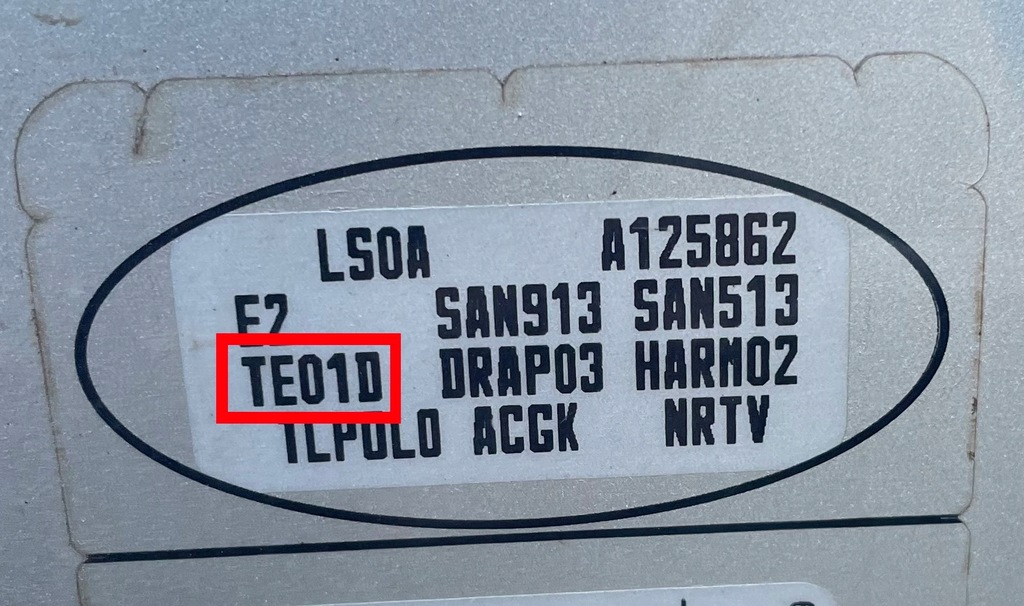 LS0A A125862
E2 SAN913 SAN513
TE01D DRAP03 HARM02
TLPOLO ACGK NRTV